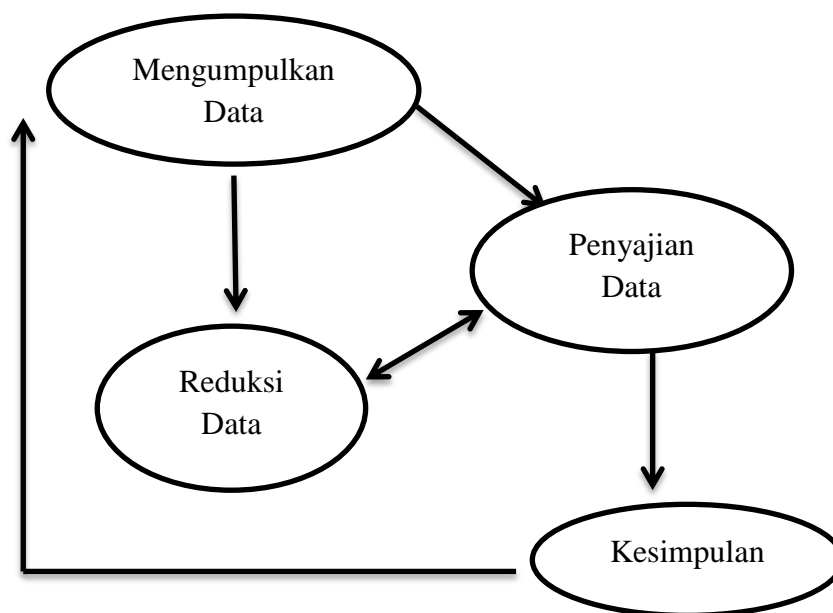 Mengumpulkan
Data
Penyajian
Data
Reduksi
Data
Kesimpulan